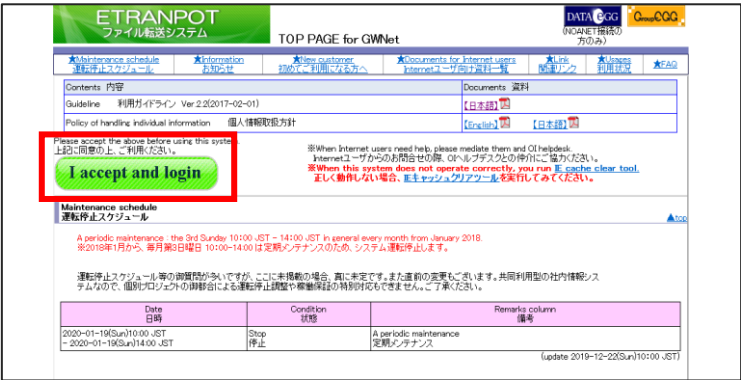 ETRANPOT
ファイル転送システム
TOP PAGE for GWNet
DATA EGG
GroupEGG
(NOANET接続の
方のみ)
★Maintenance schedule
運転停止スケジュール
★Information
お知らせ
★New customer
初めてご利用になる方へ
★Documents for Internet users
Internetユーザ向け資料一覧
★Link
関連リンク
★Usages
利用状況
★FAQ
Contents 内容
Documents 資料
Guideline 利用ガイドライン Ver.2.2(2017-02-01)
【日本語】
Policy of handling individual information 個人情報取扱方針
【English】 【日本語】
Please accept the above before using this system.
上記に同意の上、ご利用ください。
I accept and login
※When Internet users need help, please mediate them and OI helpdesk.
Internetユーザからのお問合せの際、OIヘルプデスクとの仲介にご協力ください。
※When this system does not operate correctly, you run IE cache clear tool.
正しく動作しない場合、IEキャッシュクリアツールを実行してみてください。
Maintenance schedule
運転停止スケジュール
▲top
A periodic maintenance : the 3rd Sunday 10:00 JST - 14:00 JST in general every month from January 2018.
※2018年1月から、毎月第3日曜日 10:00-14:00 は定期メンテナンスのため、システム運転停止します。
運転停止スケジュール等の御質問が多いですが、ここに未掲載の場合、真に未定です。また直前の変更もございます。共同利用型の社内情報シス
テムなので、個別プロジェクトの御都合による運転停止調整や稼働保証の特別対応もできません。ご了承ください。
Date
日時
Condition
状態
Remarks column
備考
2020-01-19(Sun)10:00 JST
- 2020-01-19(Sun)14:00 JST
Stop
停止
A periodic maintenance
定期メンテナンス
(update 2019-12-22(Sun)10:00 JST)